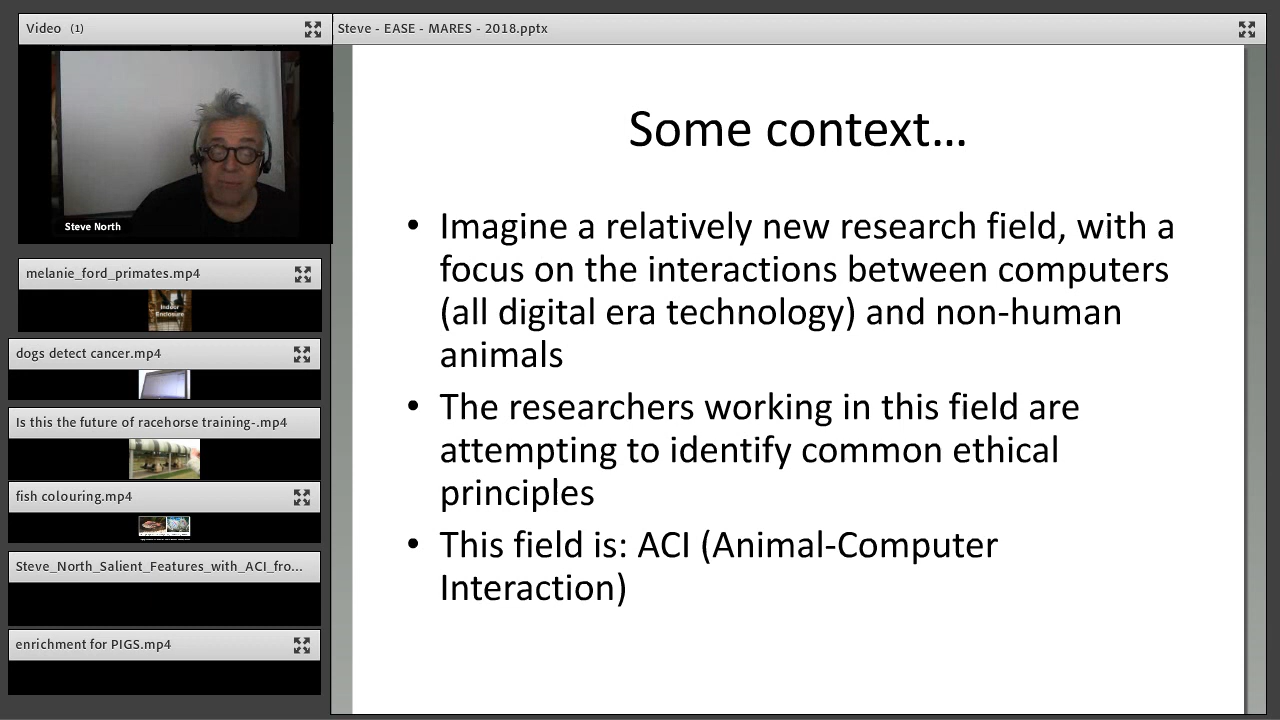 Video (1)
Steve North
melanie_ford_primates.mp4
Indoor
Enclosure
dogs detect cancer.mp4
Is this the future of racehorse training-.mp4
fish colouring.mp4
Steve_North_Salient_Features_with_ACI_fro...
enrichment for PIGS.mp4
Steve - EASE - MARES - 2018.pptx
Some context...
• Imagine a relatively new research field, with a
focus on the interactions between computers
(all digital era technology) and non-human
animals
• The researchers working in this field are
attempting to identify common ethical
principles
• This field is: ACI (Animal-Computer
Interaction)